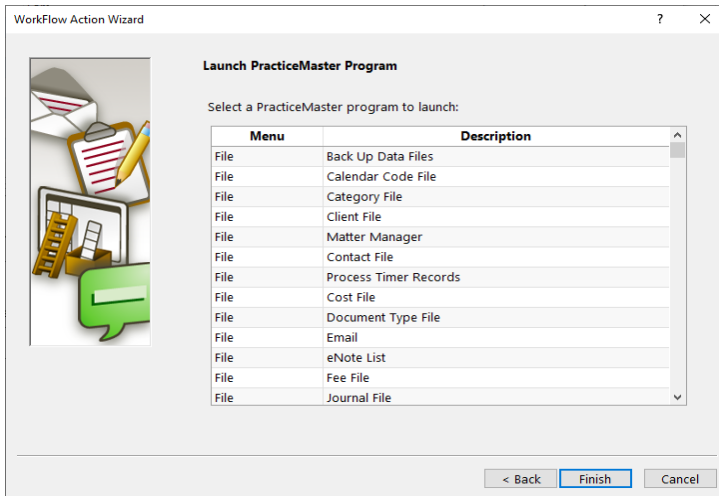 WorkFlow Action Wizard ? ×
Launch PracticeMaster Program
Select a PracticeMaster program to launch:
Menu Description
File Back Up Data Files
File Calendar Code File
File Category File
File Client File
File Matter Manager
File Contact File
File Process Timer Records
File Cost File
File Document Type File
File Email
File eNote List
File Fee File
File Journal File
< Back Finish Cancel